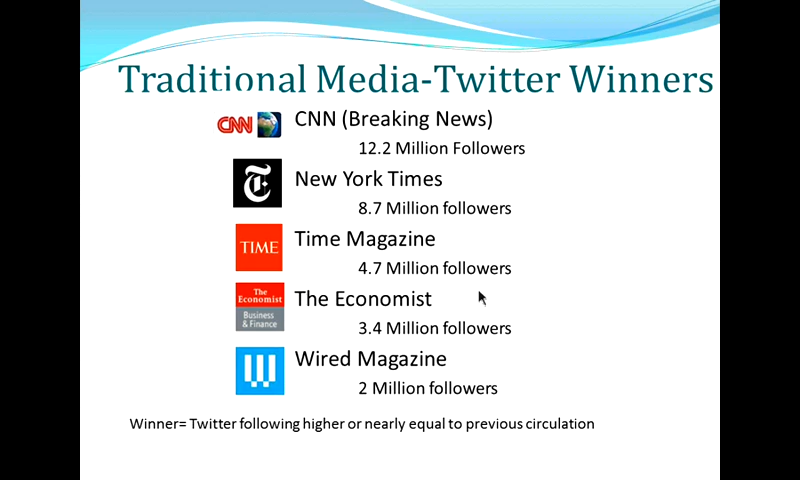 Traditional Media-Twitter Winners
CNN
CNN (Breaking News)
12.2 Million Followers
T
New York Times
8.7 Million followers
TIME
Time Magazine
4.7 Million followers
The
Economist
Business
& Finance
The Economist
3.4 Million followers
W
Wired Magazine
2 Million followers
Winner= Twitter following higher or nearly equal to previous circulation